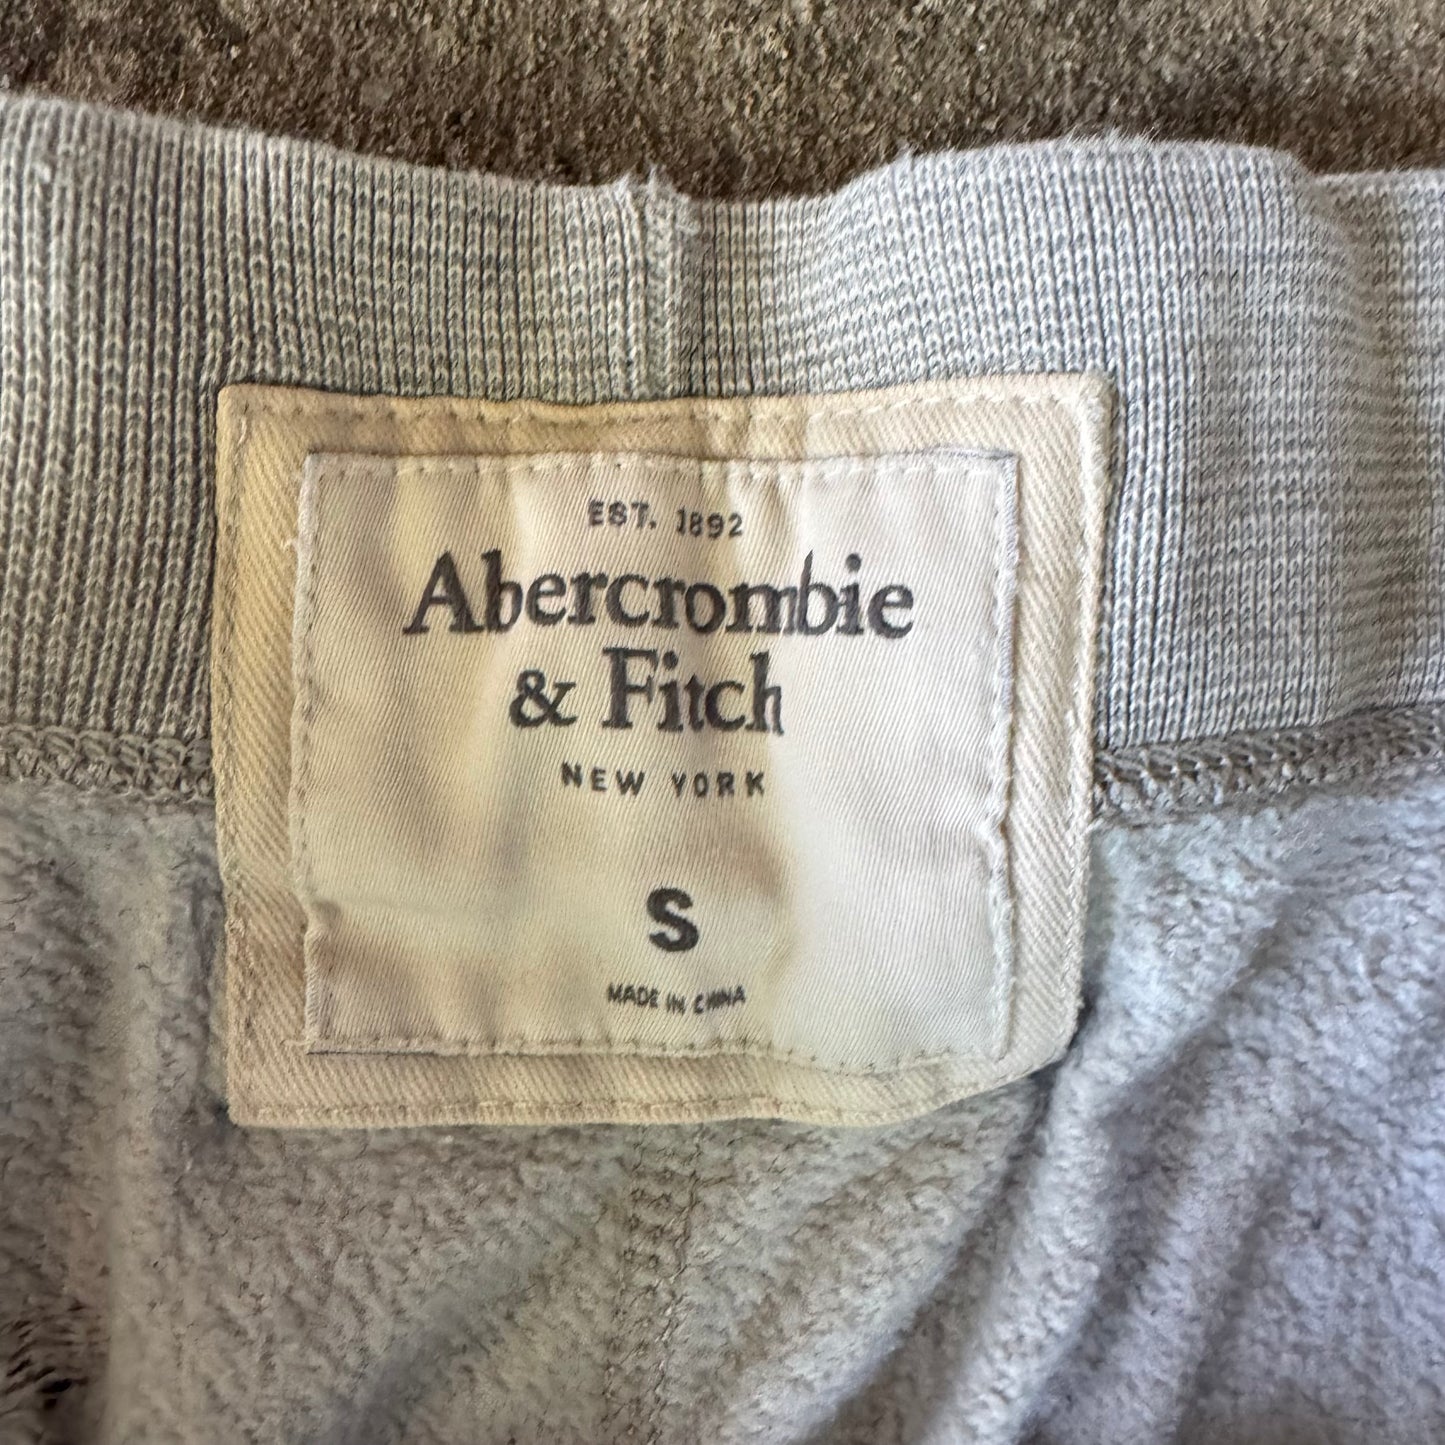 EST. 1892
Abercrombie
& Fitch
NEW YORK
S
MADE IN CHINA